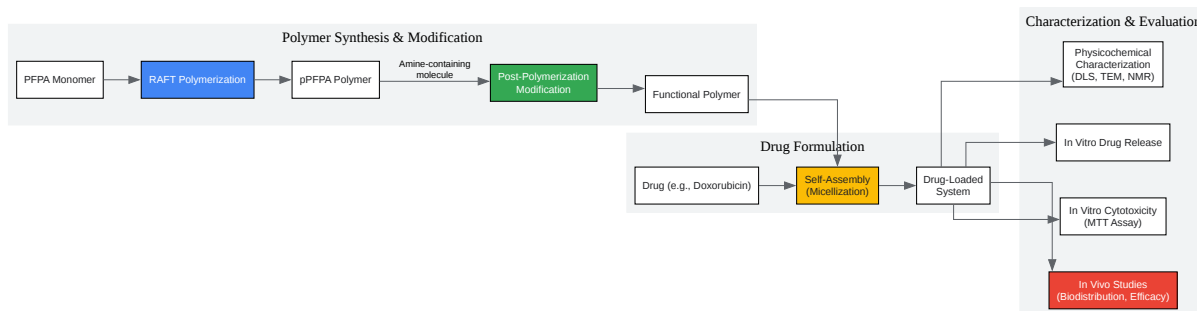 Polymer Synthesis & Modification
PFPA Monomer
RAFT Polymerization
pPFPA Polymer
Amine-containing
molecule
Post-Polymerization
Modification
Functional Polymer
Drug Formulation
Drug (e.g., Doxorubicin)
Self-Assembly
(Micellization)
Drug-Loaded
System
Characterization & Evaluation
Physicochemical
Characterization
(DLS, TEM, NMR)
In Vitro Drug Release
In Vitro Cytotoxicity
(MTT Assay)
In Vivo Studies
(Biodistribution, Efficacy)